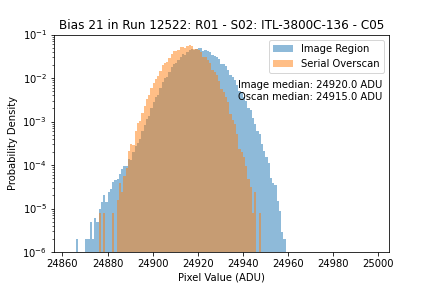 Bias 21 in Run 12522: R01 - S02: ITL-3800C-136 - C05
Image Region
Serial Overscan
Image median: 24920.0 ADU
Oscan median: 24915.0 ADU
Probability Density
10⁻¹
10⁻²
10⁻³
10⁻⁴
10⁻⁵
10⁻⁶
24860 24880 24900 24920 24940 24960 24980 25000
Pixel Value (ADU)